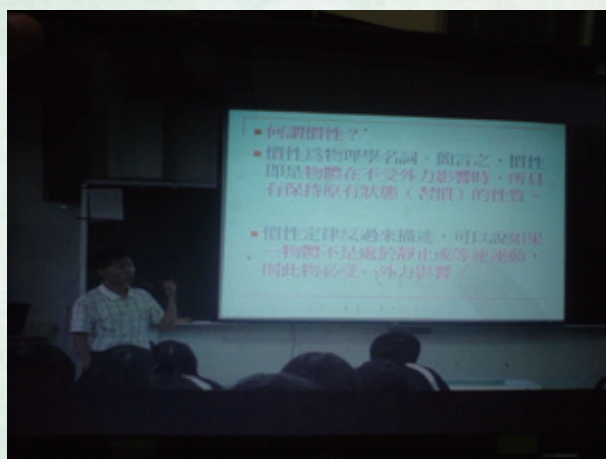 何謂慣性？
慣性為物理學名詞。簡言之，慣性
即是物體在不受外力影響時，所具
有保持原有狀態（習慣）的性質。
慣性定律反過來描述，可以說如果
一物體不是處於靜止或等速運動，
則此物必受一外力影響。